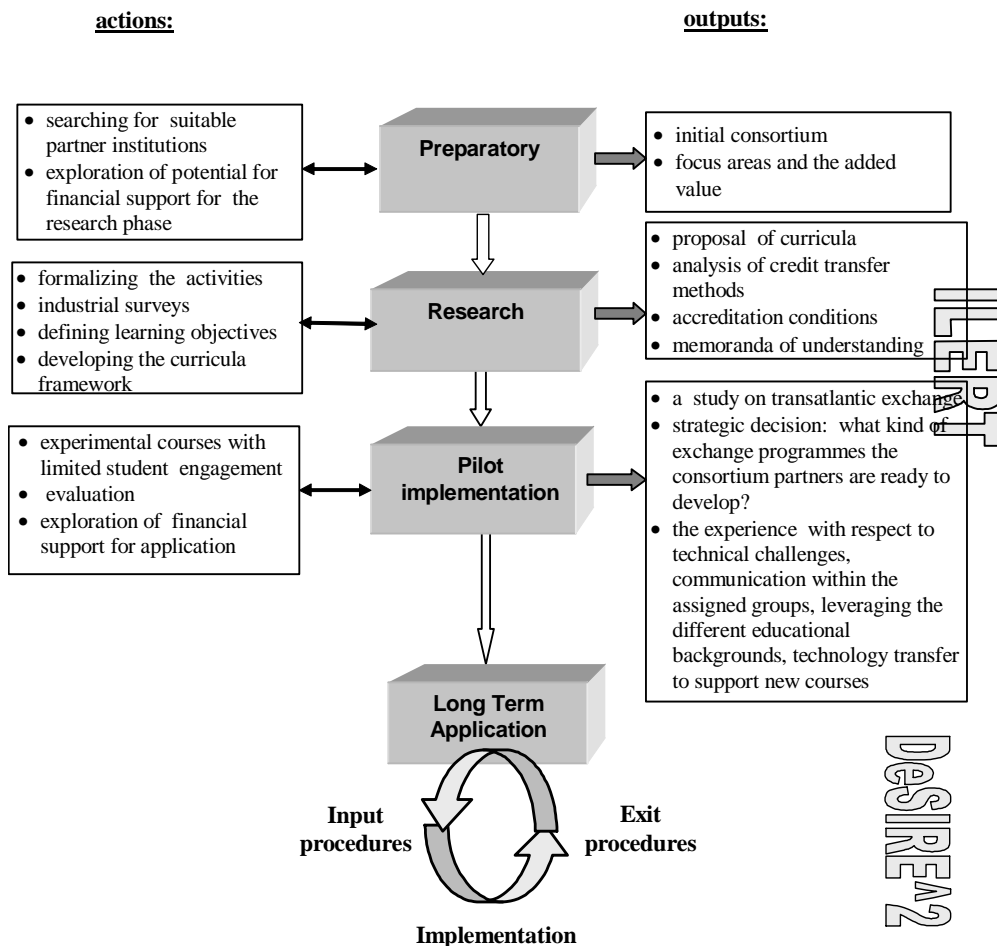 actions:
outputs:
• searching for suitable
partner institutions
• exploration of potential for
financial support for the
research phase
Preparatory
• initial consortium
• focus areas and the added
value
• formalizing the activities
• industrial surveys
• defining learning objectives
• developing the curricula
framework
Research
• proposal of curricula
• analysis of credit transfer
methods
• accreditation conditions
• memoranda of understanding
ILERT
• experimental courses with
limited student engagement
• evaluation
• exploration of financial
support for application
Pilot
implementation
• a study on transatlantic exchange
• strategic decision: what kind of
exchange programmes the
consortium partners are ready to
develop?
• the experience with respect to
technical challenges,
communication within the
assigned groups, leveraging the
different educational
backgrounds, technology transfer
to support new courses
Long Term
Application
DeSIRE^2
Input
procedures
Exit
procedures
Implementation